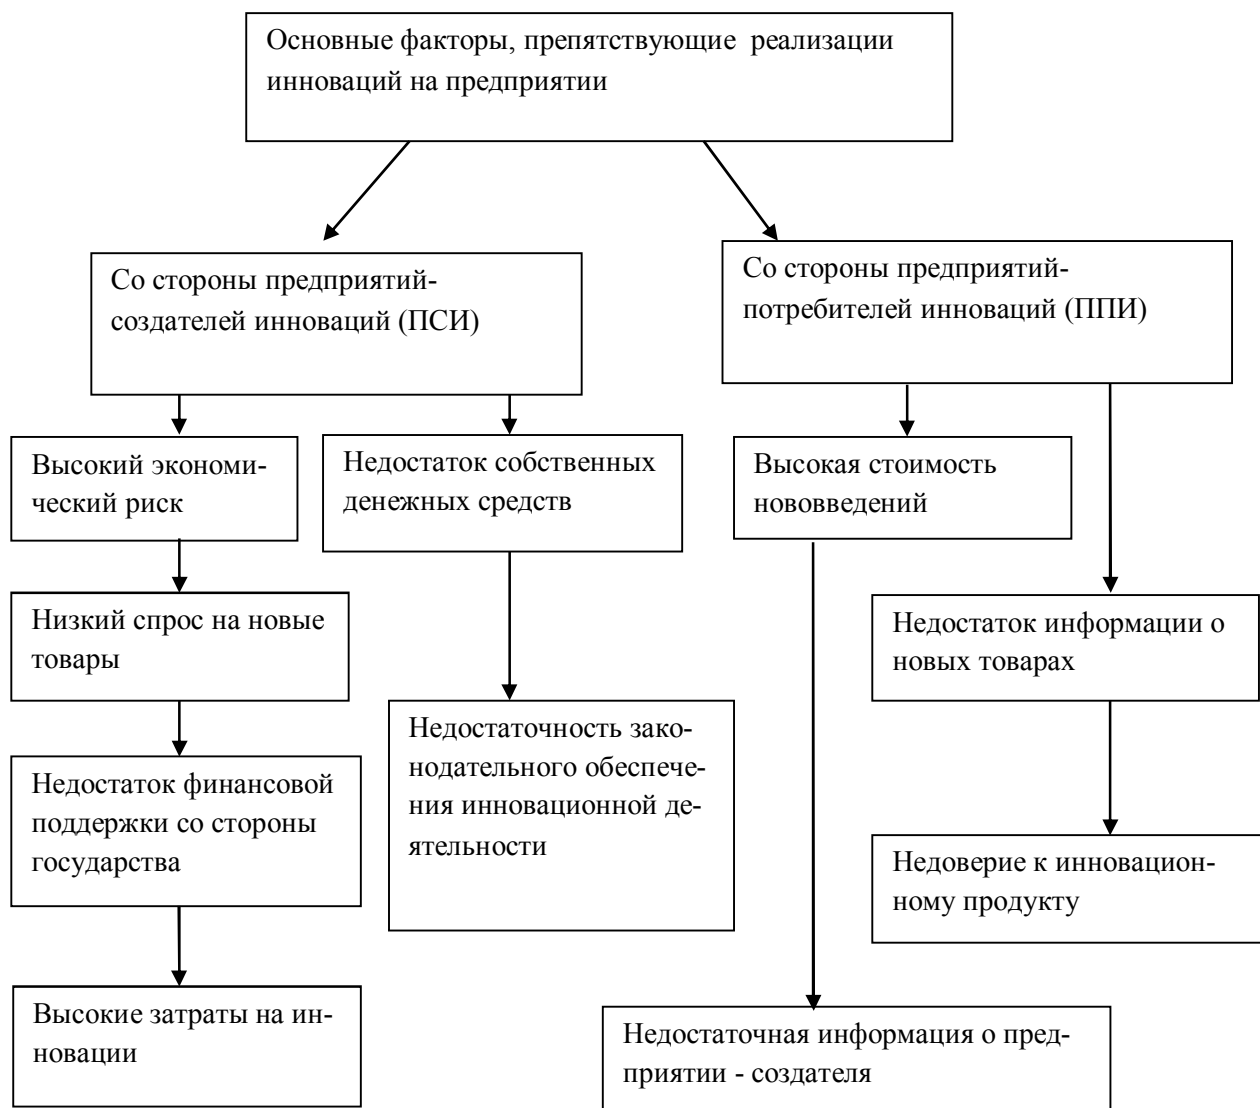 Основные факторы, препятствующие  реализации
инноваций на предприятии
Со стороны предприятий-
создателей инноваций (ПСИ)
Со стороны предприятий-
потребителей инноваций (ППИ)
Высокий экономи-
ческий риск
Недостаток собственных
денежных средств
Высокая стоимость
нововведений
Низкий спрос на новые
товары
Недостаток информации о
новых товарах
Недостаток финансовой
поддержки со стороны
государства
Недостаточность зако-
нодательного обеспече-
ния инновационной де-
ятельности
Недоверие к инновацион-
ному продукту
Высокие затраты на ин-
новации
Недостаточная информация о пред-
приятии - создателя